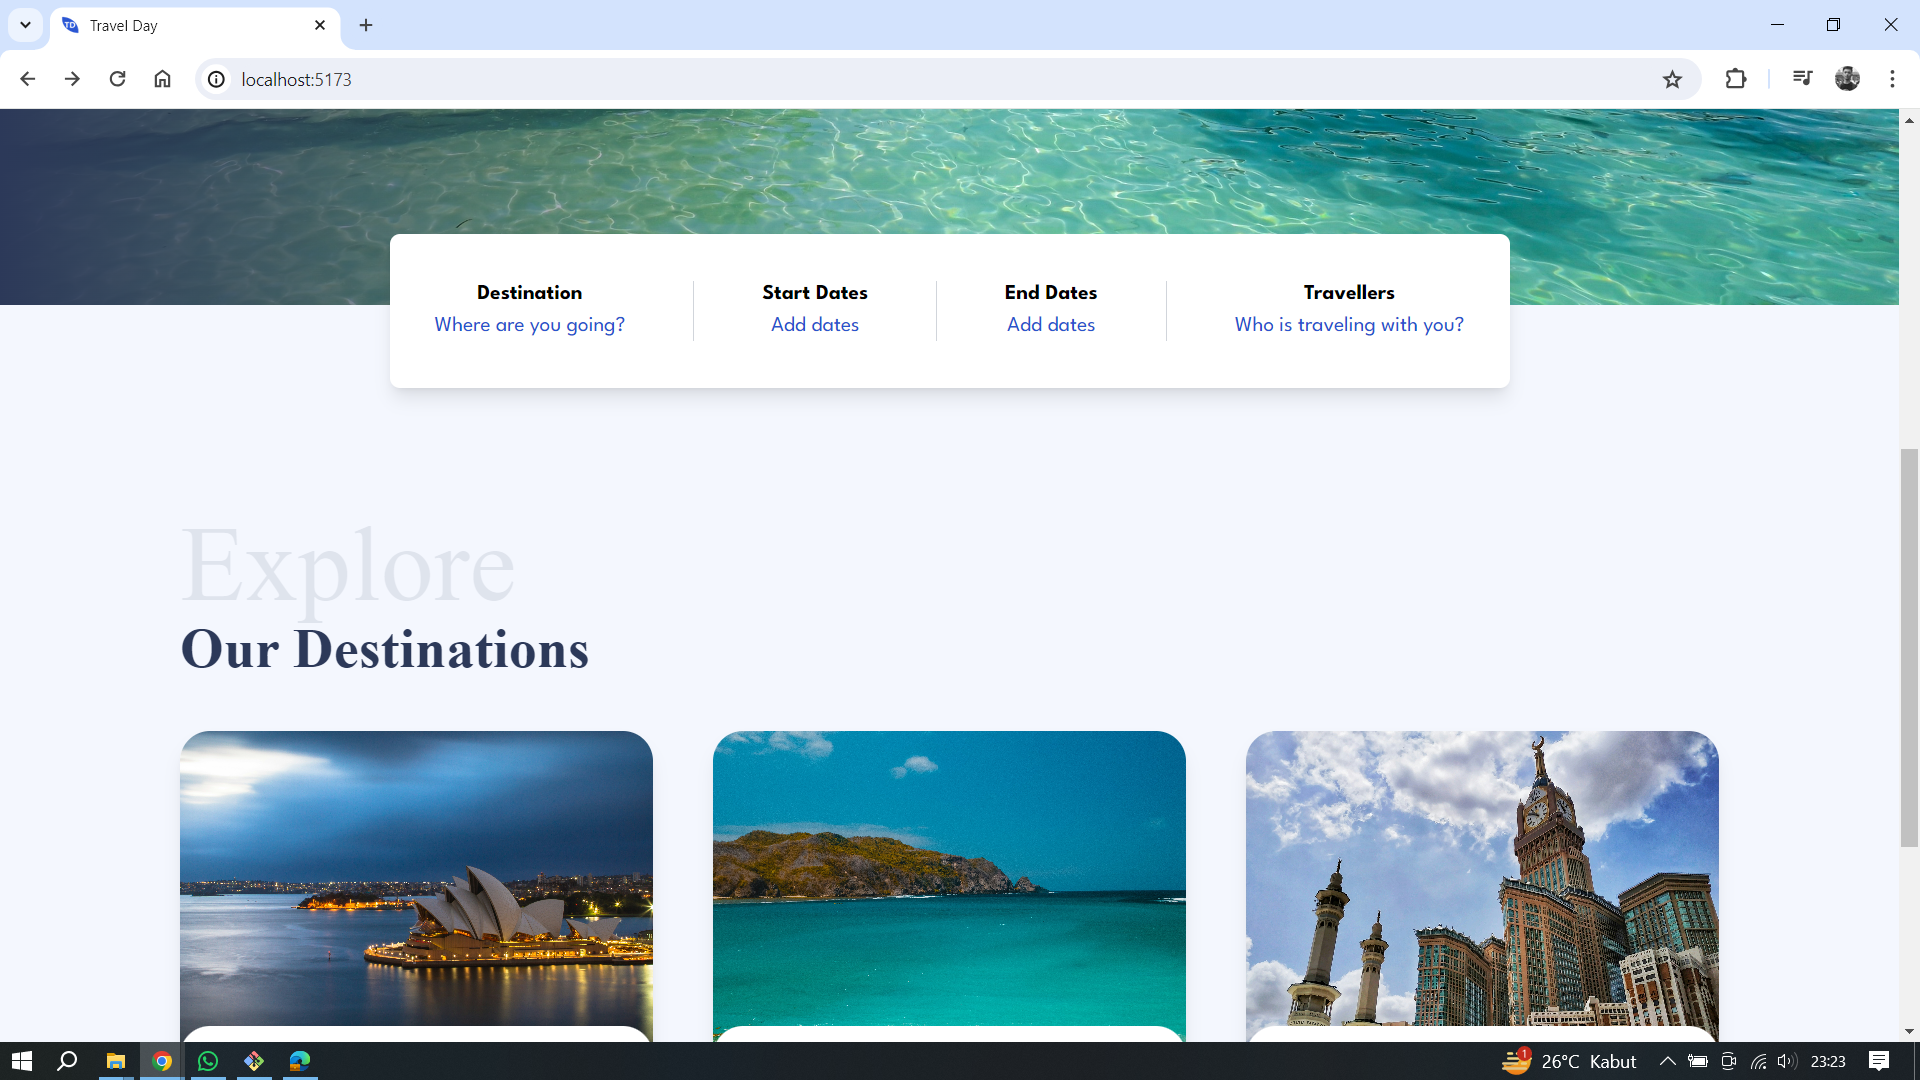 Travel Day
localhost:5173
Destination
Where are you going?
Start Dates
Add dates
End Dates
Add dates
Travellers
Who is traveling with you?
Explore
Our Destinations
1
26°C Kabut
23:23